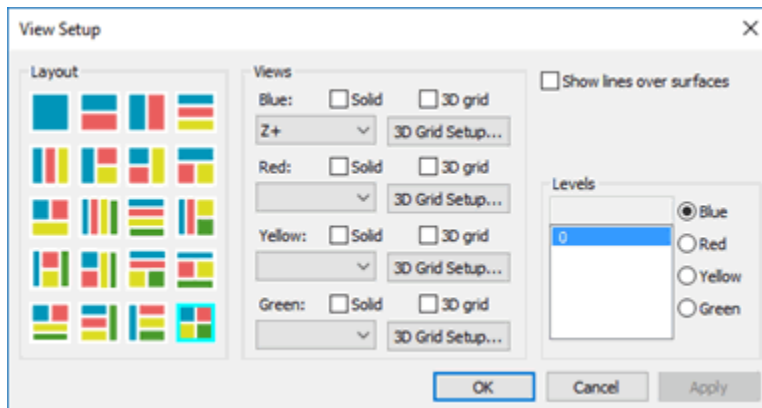 View Setup
Layout
Views
Blue: Solid 3D grid
Z+ 3D Grid Setup...
Red: Solid 3D grid
3D Grid Setup...
Yellow: Solid 3D grid
3D Grid Setup...
Green: Solid 3D grid
3D Grid Setup...
Show lines over surfaces
Levels
0
Blue
Red
Yellow
Green
OK Cancel Apply